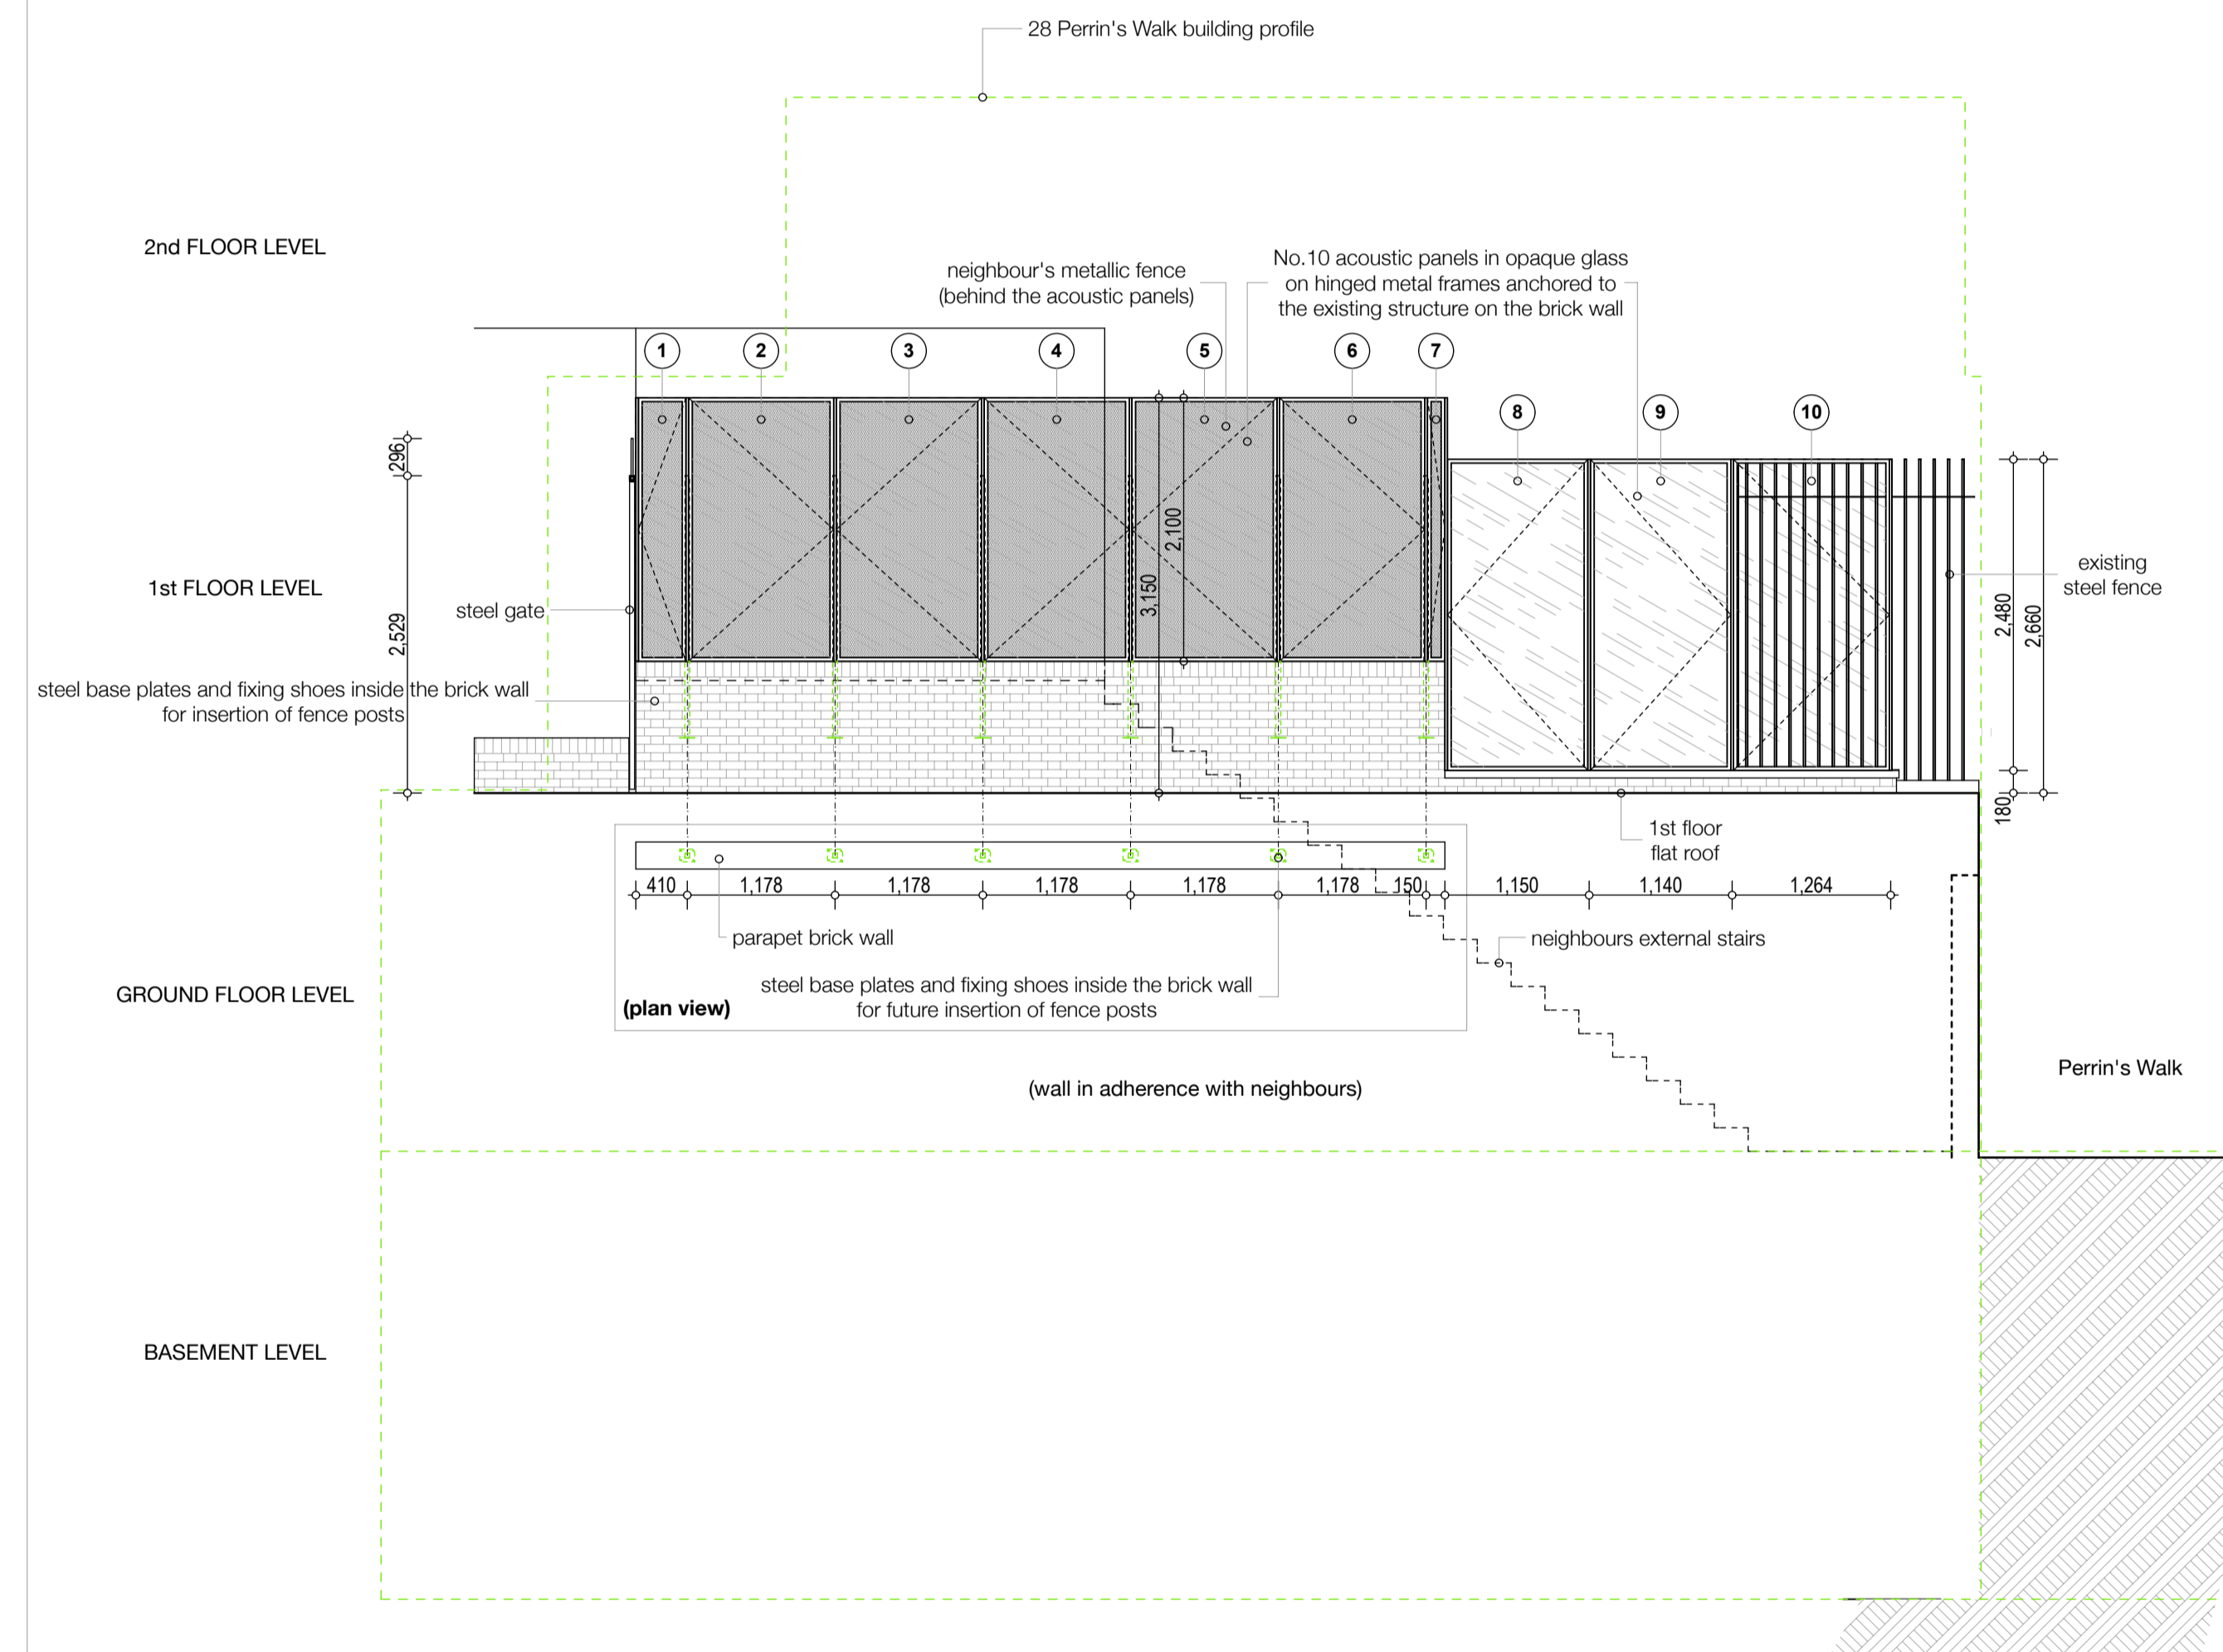 28 Perrin's Walk building profile
2nd FLOOR LEVEL
neighbour's metallic fence
(behind the acoustic panels)
No.10 acoustic panels in opaque glass
on hinged metal frames anchored to
the existing structure on the brick wall
1 2 3 4 5 6 7
8 9 10
296
2,529
1st FLOOR LEVEL
steel gate
steel base plates and fixing shoes inside the brick wall
for insertion of fence posts
2,100
3,150
existing
steel fence
2,480
2,660
180
1st floor
flat roof
410 1,178 1,178 1,178 1,178 1,178 150 1,150 1,140 1,264
parapet brick wall
neighbours external stairs
steel base plates and fixing shoes inside the brick wall
for future insertion of fence posts
(plan view)
GROUND FLOOR LEVEL
(wall in adherence with neighbours)
Perrin's Walk
BASEMENT LEVEL